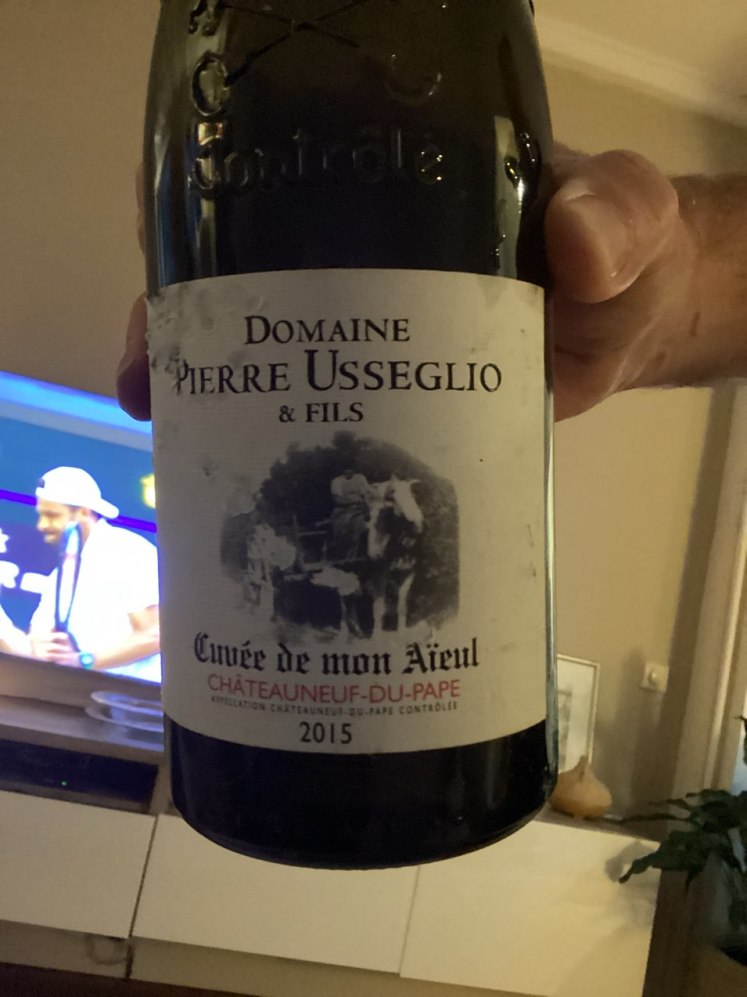 Contrôlé
DOMAINE
PIERRE USSEGLIO
& FILS
Cuvée de mon Aïeul
CHÂTEAUNEUF-DU-PAPE
APPELLATION CHÂTEAUNEUF-DU-PAPE CONTRÔLÉE
2015